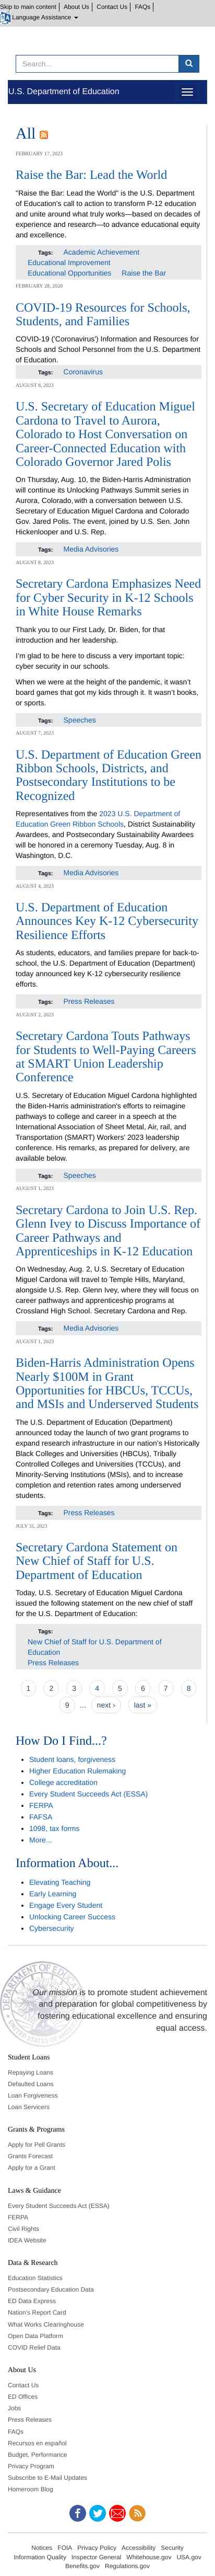 Skip to main content | About Us | Contact Us | FAQs |
Language Assistance
Search...
U.S. Department of Education
All
FEBRUARY 17, 2023
Raise the Bar: Lead the World
"Raise the Bar: Lead the World" is the U.S. Department
of Education's call to action to transform P-12 education
and unite around what truly works—based on decades of
experience and research—to advance educational equity
and excellence.
Tags: Academic Achievement
Educational Improvement
Educational Opportunities Raise the Bar
FEBRUARY 28, 2020
COVID-19 Resources for Schools,
Students, and Families
COVID-19 ('Coronavirus') Information and Resources for
Schools and School Personnel from the U.S. Department
of Education.
Tags: Coronavirus
AUGUST 8, 2023
U.S. Secretary of Education Miguel
Cardona to Travel to Aurora,
Colorado to Host Conversation on
Career-Connected Education with
Colorado Governor Jared Polis
On Thursday, Aug. 10, the Biden-Harris Administration
will continue its Unlocking Pathways Summit series in
Aurora, Colorado, with a conversation between U.S.
Secretary of Education Miguel Cardona and Colorado
Gov. Jared Polis. The event, joined by U.S. Sen. John
Hickenlooper and U.S. Rep.
Tags: Media Advisories
AUGUST 8, 2023
Secretary Cardona Emphasizes Need
for Cyber Security in K-12 Schools
in White House Remarks
Thank you to our First Lady, Dr. Biden, for that
introduction and for her leadership.
I'm glad to be here to discuss a very important topic:
cyber security in our schools.
When we were at the height of the pandemic, it wasn't
breakfast that got my kids through it. It wasn't books,
or sports.
Tags: Speeches
AUGUST 7, 2023
U.S. Department of Education Green
Ribbon Schools, Districts, and
Postsecondary Institutions to be
Recognized
Representatives from the 2023 U.S. Department of
Education Green Ribbon Schools, District Sustainability
Awardees, and Postsecondary Sustainability Awardees
will be honored in a ceremony Tuesday, Aug. 8 in
Washington, D.C.
Tags: Media Advisories
AUGUST 4, 2023
U.S. Department of Education
Announces Key K-12 Cybersecurity
Resilience Efforts
As students, educators, and families prepare for back-to-
school, the U.S. Department of Education (Department)
today announced key K-12 cybersecurity resilience
efforts.
Tags: Press Releases
AUGUST 2, 2023
Secretary Cardona Touts Pathways
for Students to Well-Paying Careers
at SMART Union Leadership
Conference
U.S. Secretary of Education Miguel Cardona highlighted
the Biden-Harris administration's efforts to reimagine
pathways to well-paying jobs in a speech at the
International Association of Sheet Metal, Air, rail, and
Transportation (SMART) Workers' 2023 leadership
conference. His remarks, as prepared for delivery, are
available below.
Tags: Speeches
AUGUST 1, 2023
Secretary Cardona to Join U.S. Rep.
Glenn Ivey to Discuss Importance of
Career Pathways and
Apprenticeships in K-12 Education
On Wednesday, Aug. 2, U.S. Secretary of Education
Miguel Cardona will travel to Temple Hills, Maryland,
alongside U.S. Rep. Glenn Ivey, where they will focus on
career pathways and apprenticeship programs at
Crossland High School. Secretary Cardona and Rep.
Tags: Media Advisories
AUGUST 1, 2023
Biden-Harris Administration Opens
Nearly $100M in Grant
Opportunities for HBCUs, TCCUs,
and MSIs and Underserved Students
The U.S. Department of Education (Department)
announced today the opening of two grant programs to
expand research infrastructure at our nation's Historically
Black Colleges and Universities (HBCUs), Tribally
Controlled Colleges and Universities (TCCUs), and
Minority-Serving Institutions (MSIs), and to increase
completion and retention rates among underserved
students.
Tags: Press Releases
JULY 31, 2023
Secretary Cardona Statement on
New Chief of Staff for U.S.
Department of Education
Today, U.S. Secretary of Education Miguel Cardona
issued the following statement on the new chief of staff
for the U.S. Department of Education:
Tags:
New Chief of Staff for U.S. Department of
Education
Press Releases
1 2 3 4 5 6 7 8
9 … next › last »
How Do I Find...?
Student loans, forgiveness
Higher Education Rulemaking
College accreditation
Every Student Succeeds Act (ESSA)
FERPA
FAFSA
1098, tax forms
More...
Information About...
Elevating Teaching
Early Learning
Engage Every Student
Unlocking Career Success
Cybersecurity
Our mission is to promote student achievement
and preparation for global competitiveness by
fostering educational excellence and ensuring
equal access.
Student Loans
Repaying Loans
Defaulted Loans
Loan Forgiveness
Loan Servicers
Grants & Programs
Apply for Pell Grants
Grants Forecast
Apply for a Grant
Laws & Guidance
Every Student Succeeds Act (ESSA)
FERPA
Civil Rights
IDEA Website
Data & Research
Education Statistics
Postsecondary Education Data
ED Data Express
Nation's Report Card
What Works Clearinghouse
Open Data Platform
COVID Relief Data
About Us
Contact Us
ED Offices
Jobs
Press Releases
FAQs
Recursos en español
Budget, Performance
Privacy Program
Subscribe to E-Mail Updates
Homeroom Blog
Notices FOIA Privacy Policy Accessibility Security
Information Quality Inspector General Whitehouse.gov USA.gov
Benefits.gov Regulations.gov